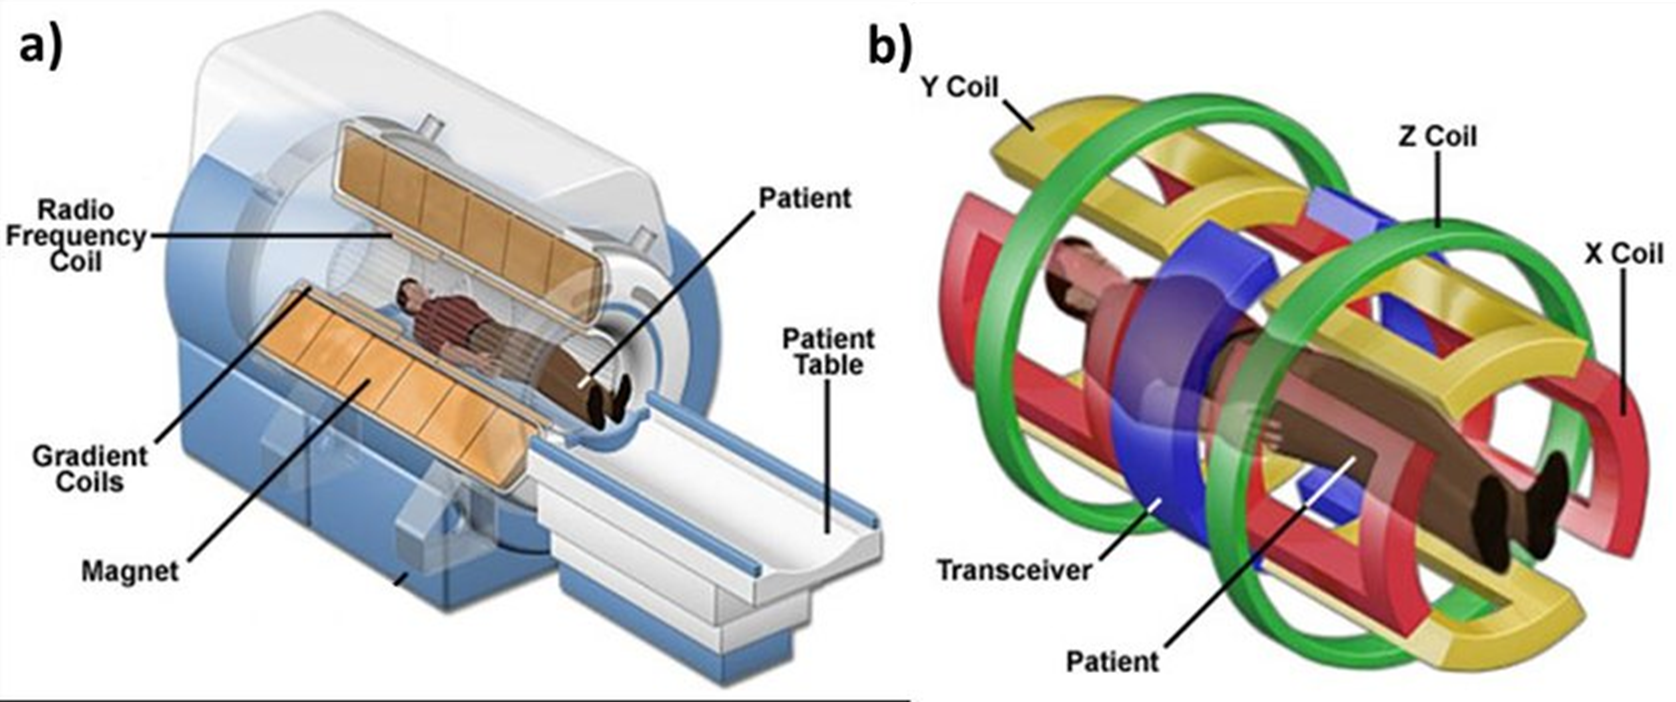 a)
Radio
Frequency
Coil
Gradient
Coils
Magnet
Patient
Patient
Table
b)
Y Coil
Z Coil
X Coil
Transceiver
Patient